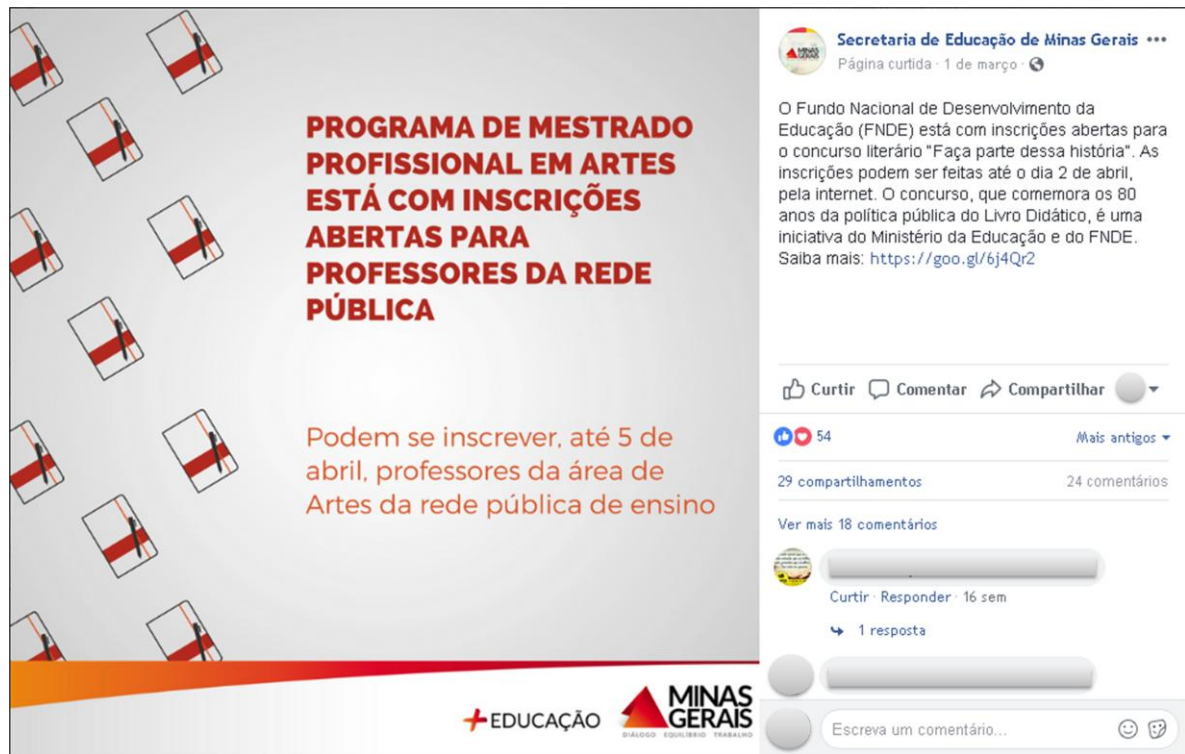 PROGRAMA DE MESTRADO
PROFISSIONAL EM ARTES
ESTÁ COM INSCRIÇÕES
ABERTAS PARA
PROFESSORES DA REDE
PÚBLICA
Podem se inscrever, até 5 de
abril, professores da área de
Artes da rede pública de ensino
+EDUCAÇÃO
MINAS
GERAIS
DIÁLOGO EQUILÍBRIO TRABALHO
MINAS
GERAIS
Secretaria de Educação de Minas Gerais
Página curtida · 1 de março ·
O Fundo Nacional de Desenvolvimento da
Educação (FNDE) está com inscrições abertas para
o concurso literário "Faça parte dessa história". As
inscrições podem ser feitas até o dia 2 de abril,
pela internet. O concurso, que comemora os 80
anos da política pública do Livro Didático, é uma
iniciativa do Ministério da Educação e do FNDE.
Saiba mais: https://goo.gl/6j4Qr2
Curtir Comentar Compartilhar
54 Mais antigos
29 compartilhamentos 24 comentários
Ver mais 18 comentários
Curtir · Responder · 16 sem
1 resposta
Escreva um comentário...